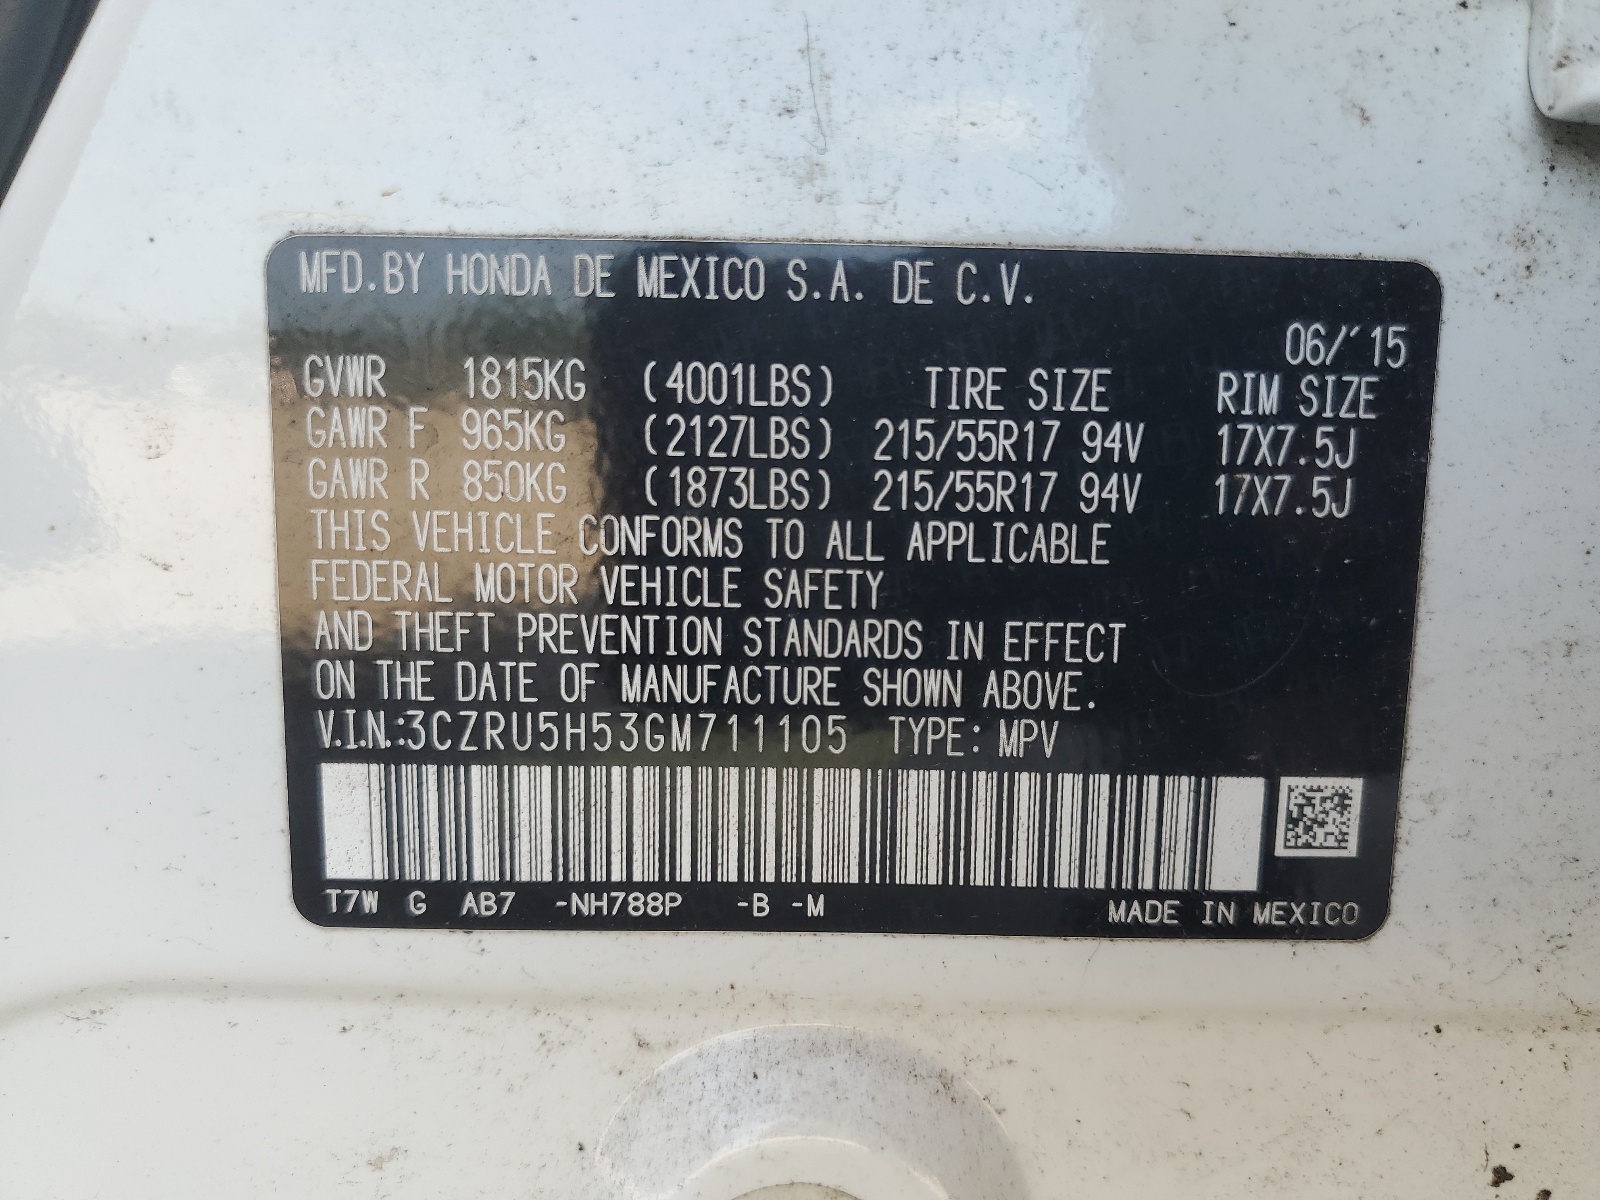 MFD.BY HONDA DE MEXICO S.A. DE C.V.
06/´15
GVWR 1815KG (4001LBS) TIRE SIZE RIM SIZE
GAWR F 965KG (2127LBS) 215/55R17 94V 17X7.5J
GAWR R 850KG (1873LBS) 215/55R17 94V 17X7.5J
THIS VEHICLE CONFORMS TO ALL APPLICABLE
FEDERAL MOTOR VEHICLE SAFETY
AND THEFT PREVENTION STANDARDS IN EFFECT
ON THE DATE OF MANUFACTURE SHOWN ABOVE.
V.I.N.:3CZRU5H53GM711105 TYPE: MPV
T7W G AB7 -NH788P -B -M MADE IN MEXICO